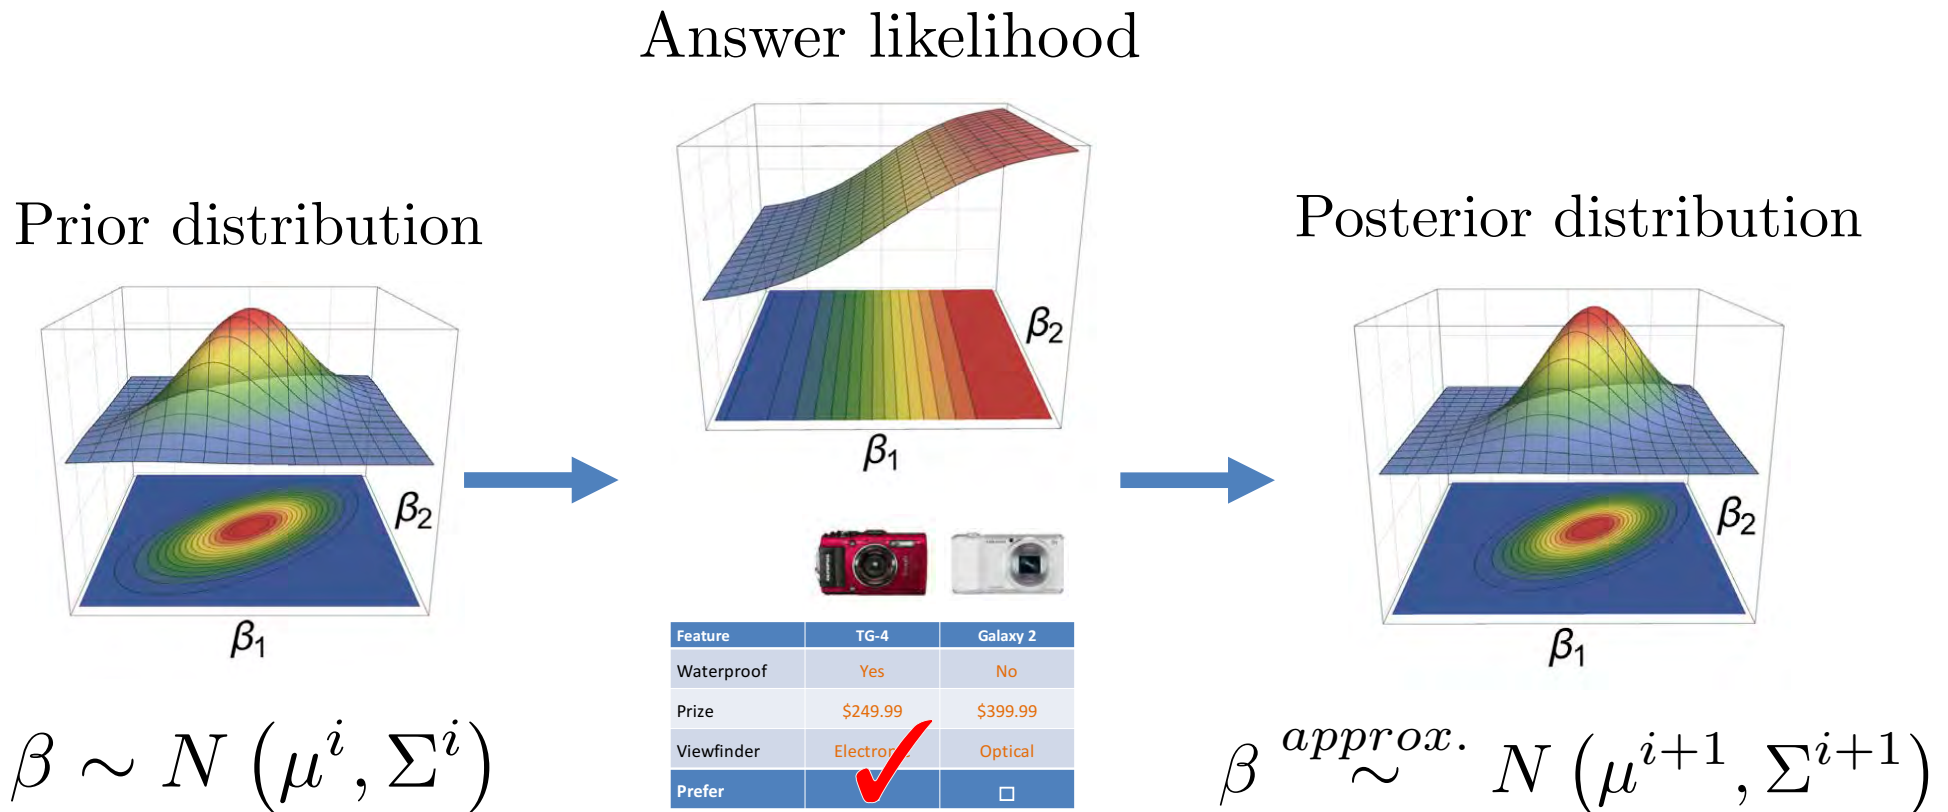 Answer likelihood
Prior distribution
Posterior distribution
β₂
β₁
β₂
β₁
β₂
β₁
Feature TG-4 Galaxy 2
Waterproof Yes No
Prize $249.99 $399.99
Viewfinder Optical
Prefer
β ∼ N (μ^i, Σ^i)
β approx. ∼ N (μ^{i+1}, Σ^{i+1})